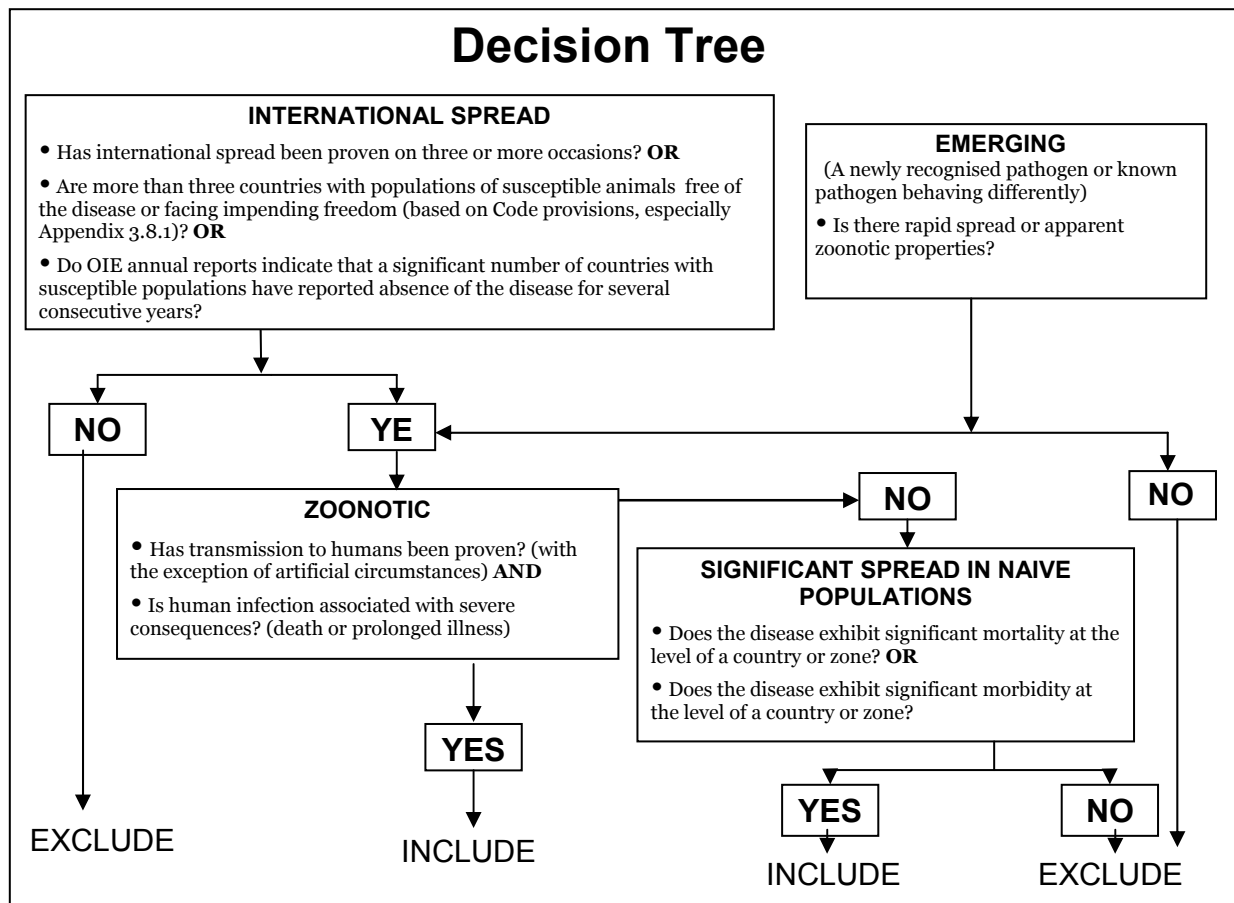 Decision Tree
INTERNATIONAL SPREAD
• Has international spread been proven on three or more occasions? OR
• Are more than three countries with populations of susceptible animals free
of the disease or facing impending freedom (based on Code provisions, especially
Appendix 3.8.1)? OR
• Do OIE annual reports indicate that a significant number of countries with
susceptible populations have reported absence of the disease for several
consecutive years?
EMERGING
(A newly recognised pathogen or known
pathogen behaving differently)
• Is there rapid spread or apparent
zoonotic properties?
NO
YE
ZOONOTIC
• Has transmission to humans been proven? (with
the exception of artificial circumstances) AND
• Is human infection associated with severe
consequences? (death or prolonged illness)
NO
NO
SIGNIFICANT SPREAD IN NAIVE
POPULATIONS
• Does the disease exhibit significant mortality at the
level of a country or zone? OR
• Does the disease exhibit significant morbidity at
the level of a country or zone?
YES
YES
NO
EXCLUDE
INCLUDE
INCLUDE
EXCLUDE